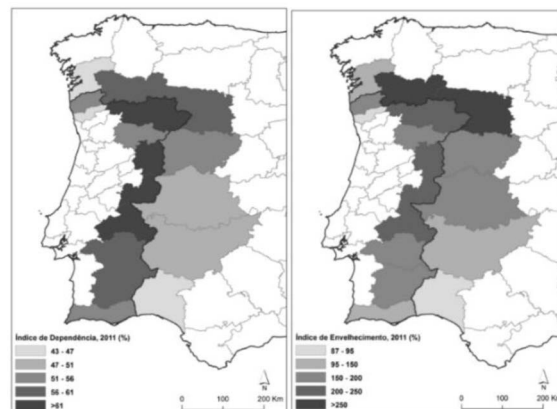 Índice de Dependência, 2011 (%)
43 - 47
47 - 51
51 - 56
56 - 61
>61
N
0 100 200 Km
Índice de Envelhecimento, 2011 (%)
87 - 95
95 - 150
150 - 200
200 - 250
>250
N
0 100 200 Km